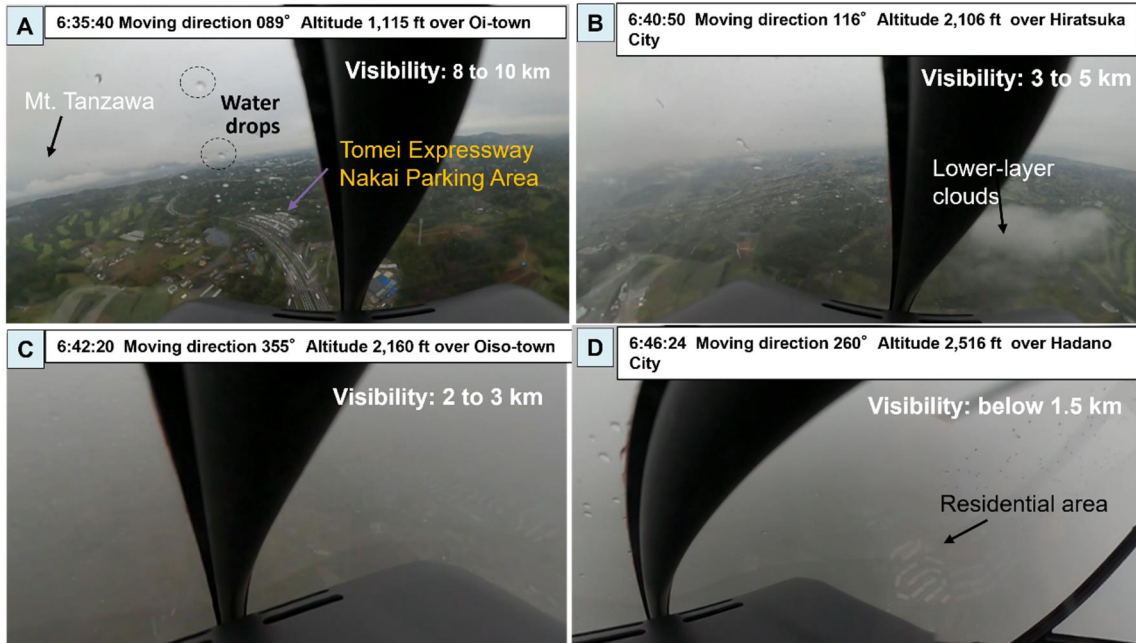 A
6:35:40 Moving direction 089° Altitude 1,115 ft over Oi-town
Visibility: 8 to 10 km
Mt. Tanzawa
Water
drops
Tomei Expressway
Nakai Parking Area
B
6:40:50 Moving direction 116° Altitude 2,106 ft over Hiratsuka
City
Visibility: 3 to 5 km
Lower-layer
clouds
C
6:42:20 Moving direction 355° Altitude 2,160 ft over Oiso-town
Visibility: 2 to 3 km
D
6:46:24 Moving direction 260° Altitude 2,516 ft over Hadano
City
Visibility: below 1.5 km
Residential area